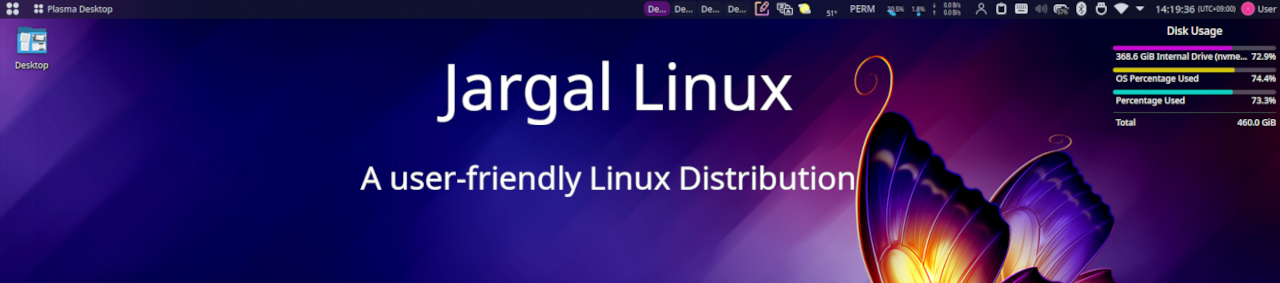 Plasma Desktop De... De... De... De... 51° PERM 20.5% 1.8% 0.0 B/s 0.0 B/s 14:19:36 (UTC+09:00) User
Desktop
Jargal Linux
A user-friendly Linux Distribution
Disk Usage
368.6 GiB Internal Drive (nvme... 72.9%
OS Percentage Used 74.4%
Percentage Used 73.3%
Total 460.0 GiB